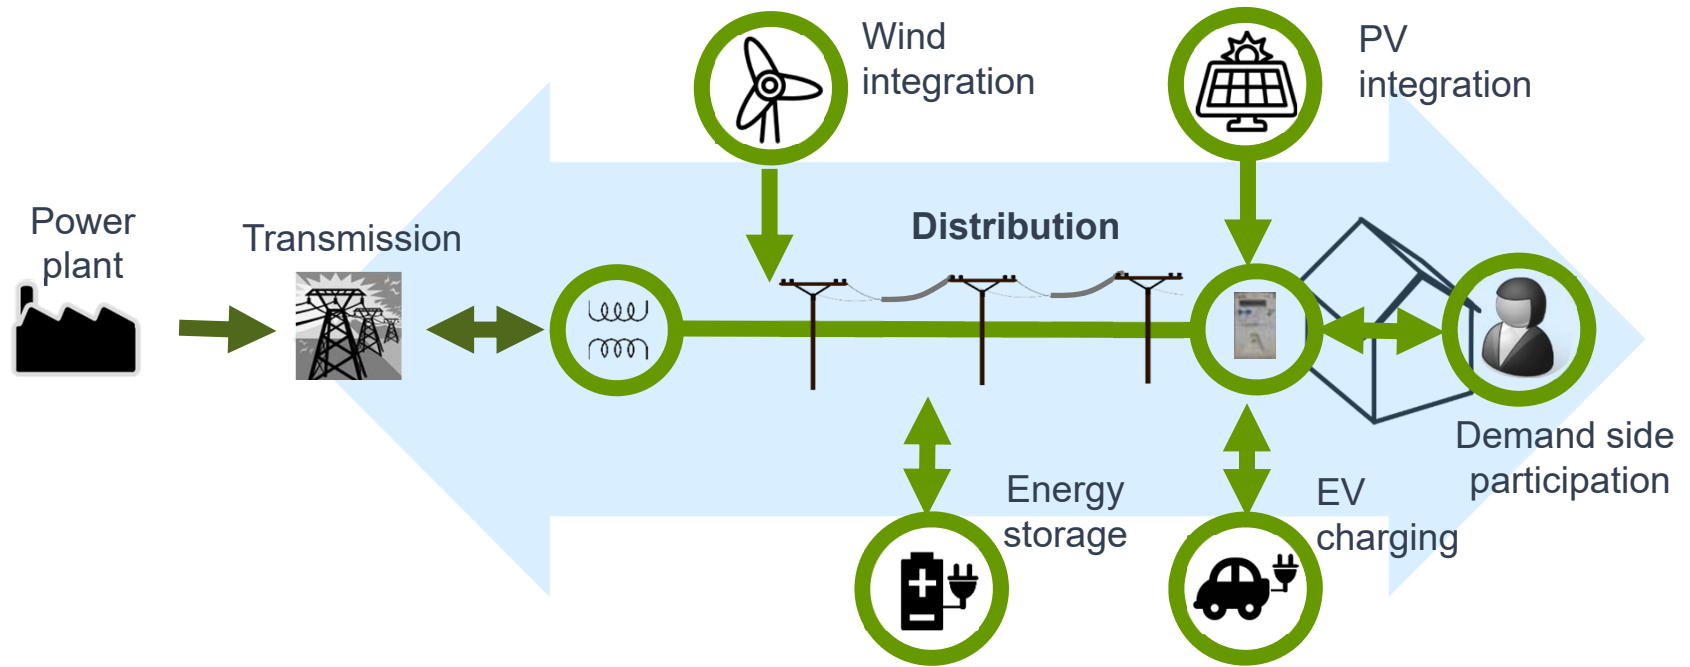 Wind
integration
PV
integration
Power
plant
Transmission
Distribution
Demand side
participation
Energy
storage
EV
charging